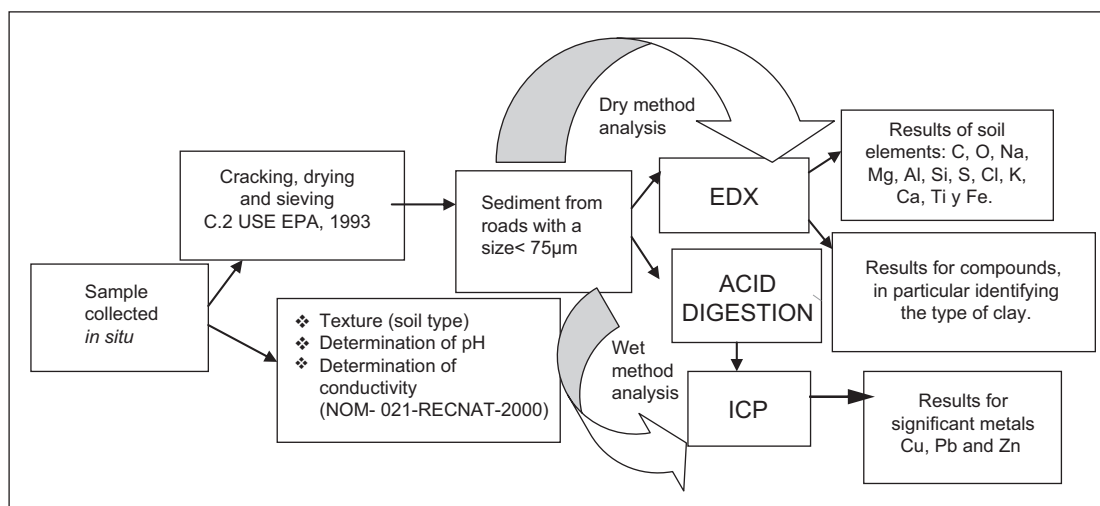 Sample
collected
in situ
Cracking, drying
and sieving
C.2 USE EPA, 1993
❖ Texture (soil type)
❖ Determination of pH
❖ Determination of
conductivity
(NOM- 021-RECNAT-2000)
Sediment from
roads with a
size< 75µm
Dry method
analysis
EDX
Results of soil
elements: C, O, Na,
Mg, Al, Si, S, Cl, K,
Ca, Ti y Fe.
Results for compounds,
in particular identifying
the type of clay.
ACID
DIGESTION
Wet
method
analysis
ICP
Results for
significant metals
Cu, Pb and Zn